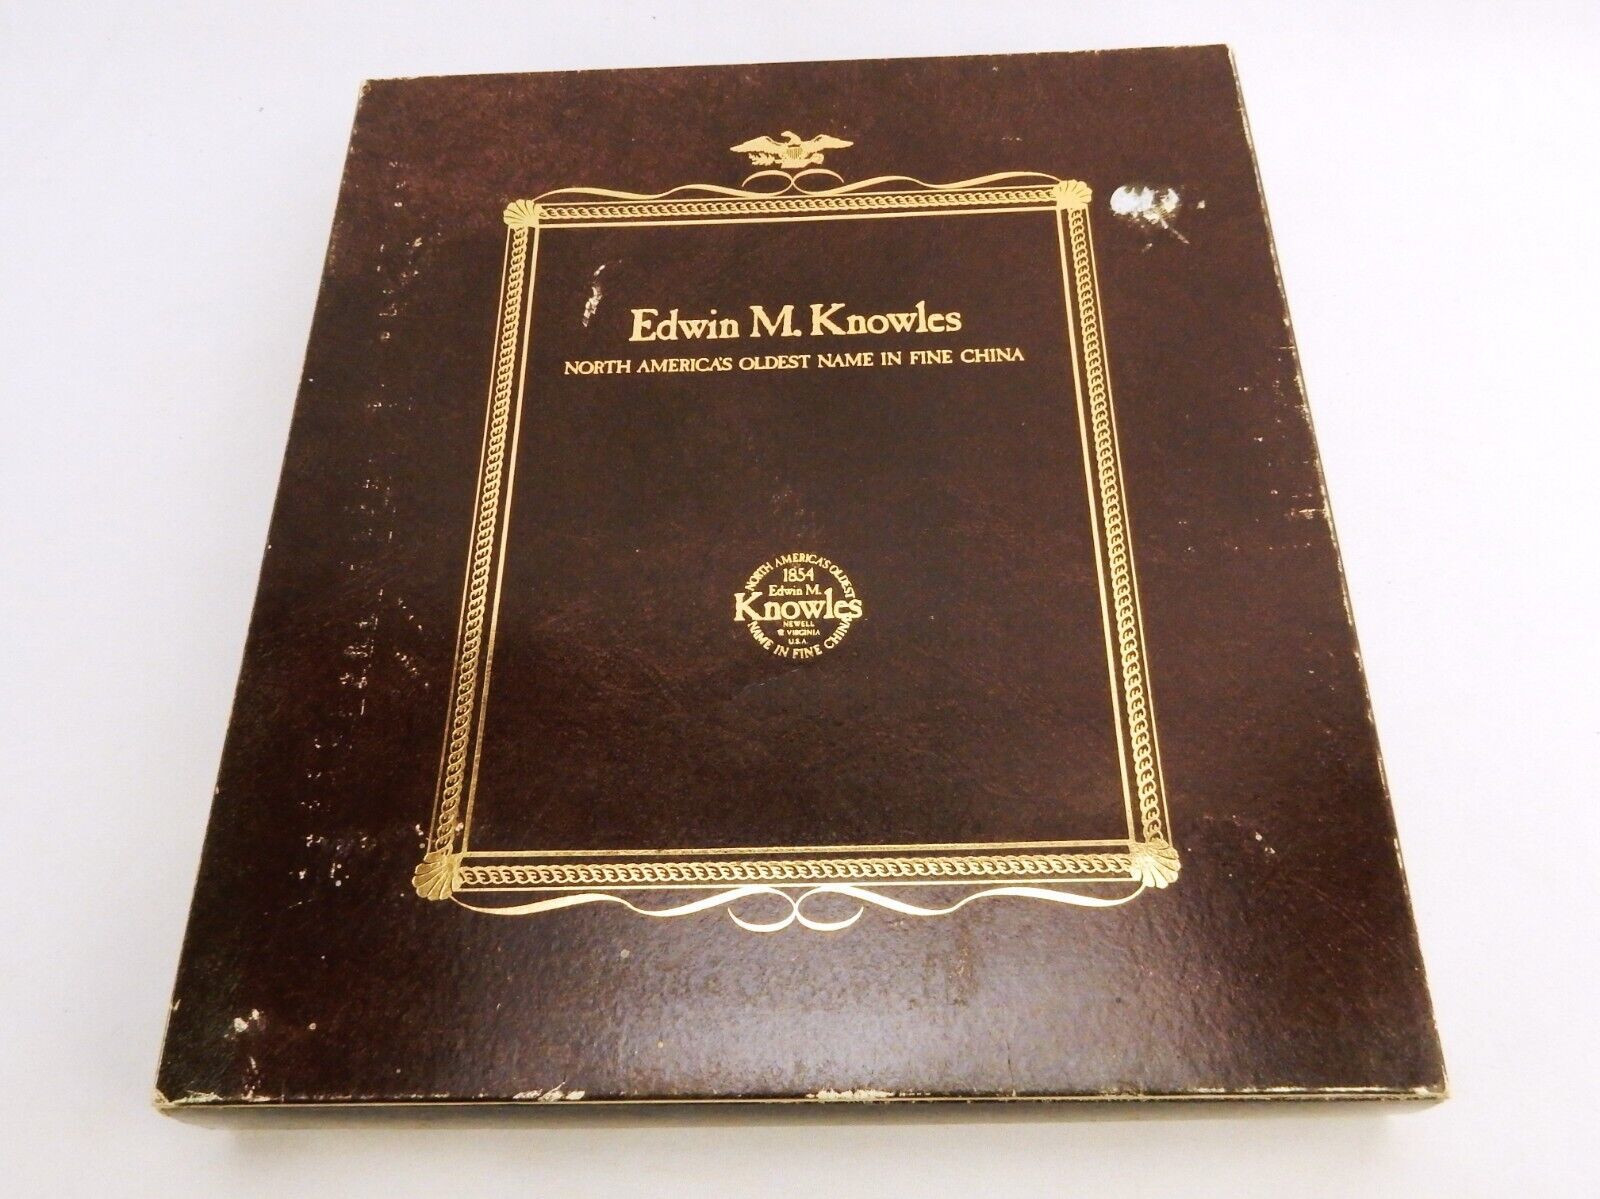 Edwin M. Knowles
NORTH AMERICA'S OLDEST NAME IN FINE CHINA
NORTH AMERICA'S OLDEST
1854
Edwin M.
Knowles
NEWELL
W VIRGINIA
U.S.A.
NAME IN FINE CHINA